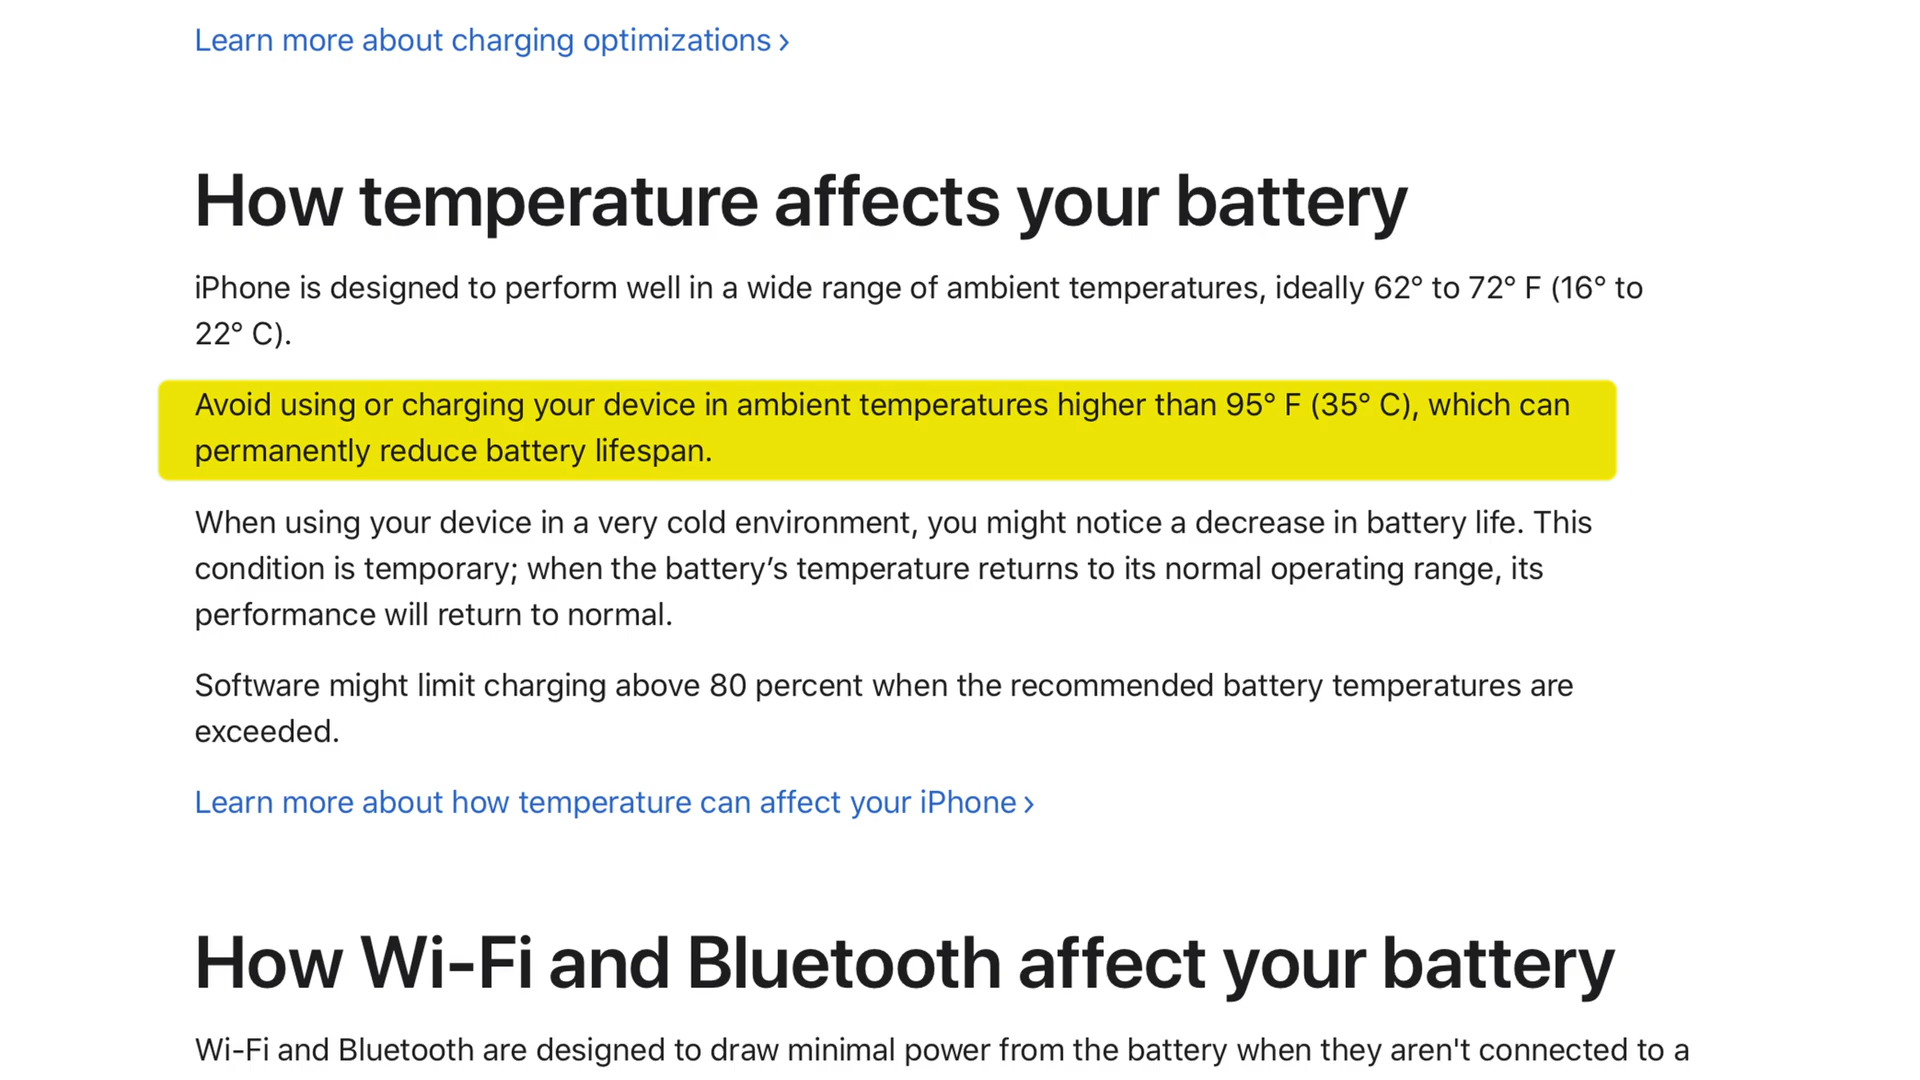 Learn more about charging optimizations ›
How temperature affects your battery
iPhone is designed to perform well in a wide range of ambient temperatures, ideally 62° to 72° F (16° to
22° C).
Avoid using or charging your device in ambient temperatures higher than 95° F (35° C), which can
permanently reduce battery lifespan.
When using your device in a very cold environment, you might notice a decrease in battery life. This
condition is temporary; when the battery’s temperature returns to its normal operating range, its
performance will return to normal.
Software might limit charging above 80 percent when the recommended battery temperatures are
exceeded.
Learn more about how temperature can affect your iPhone ›
How Wi-Fi and Bluetooth affect your battery
Wi-Fi and Bluetooth are designed to draw minimal power from the battery when they aren't connected to a